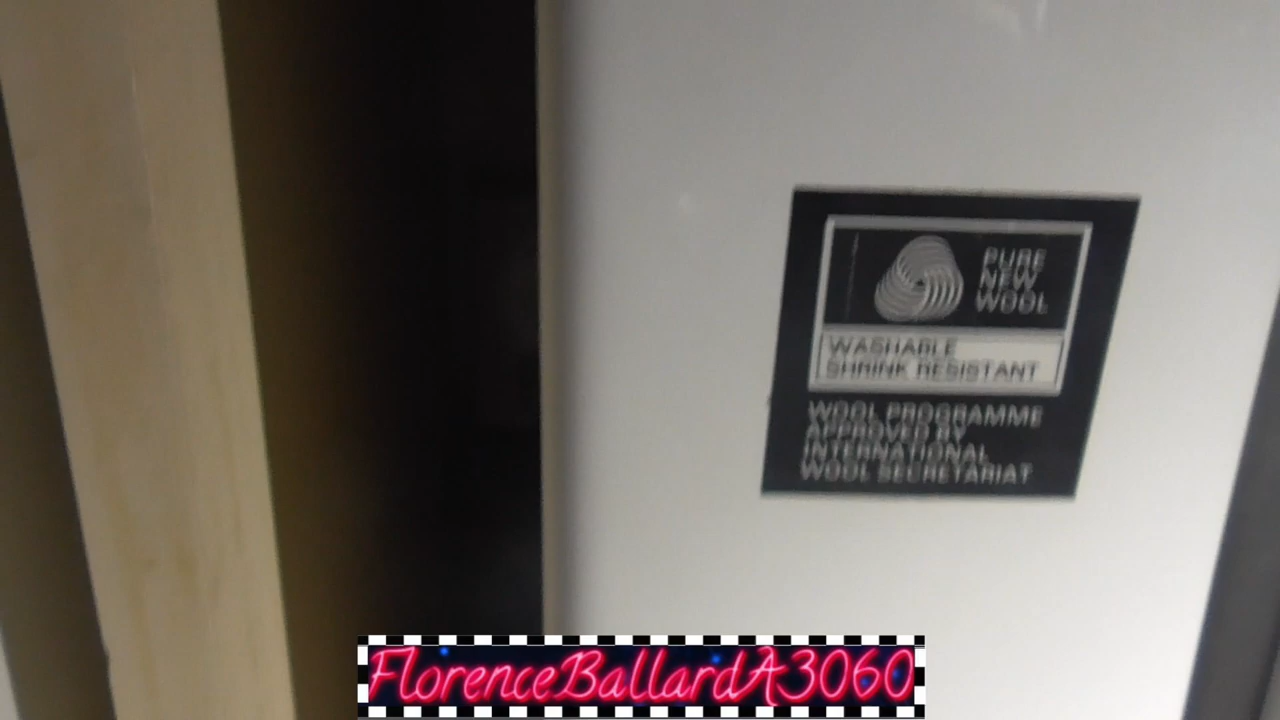 PURE
NEW
WOOL
WASHABLE
SHRINK RESISTANT
WOOL PROGRAMME
APPROVED BY
INTERNATIONAL
WOOL SECRETARIAT
FlorenceBallardA3060